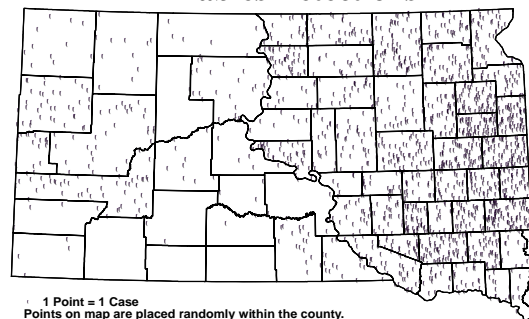 1 Point = 1 Case
Points on map are placed randomly within the county.